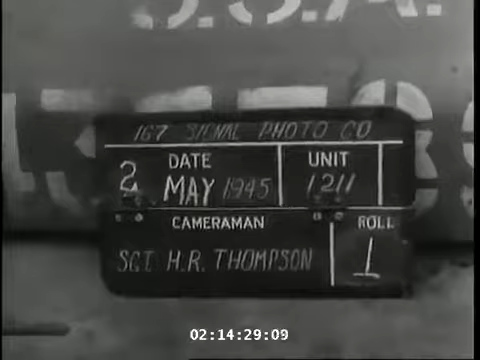 U.S.A.
167 SIGNAL PHOTO CO
DATE
UNIT
2 MAY 1945
1211
CAMERAMAN
ROLL
SGT H.R. THOMPSON
1
02:14:29:09